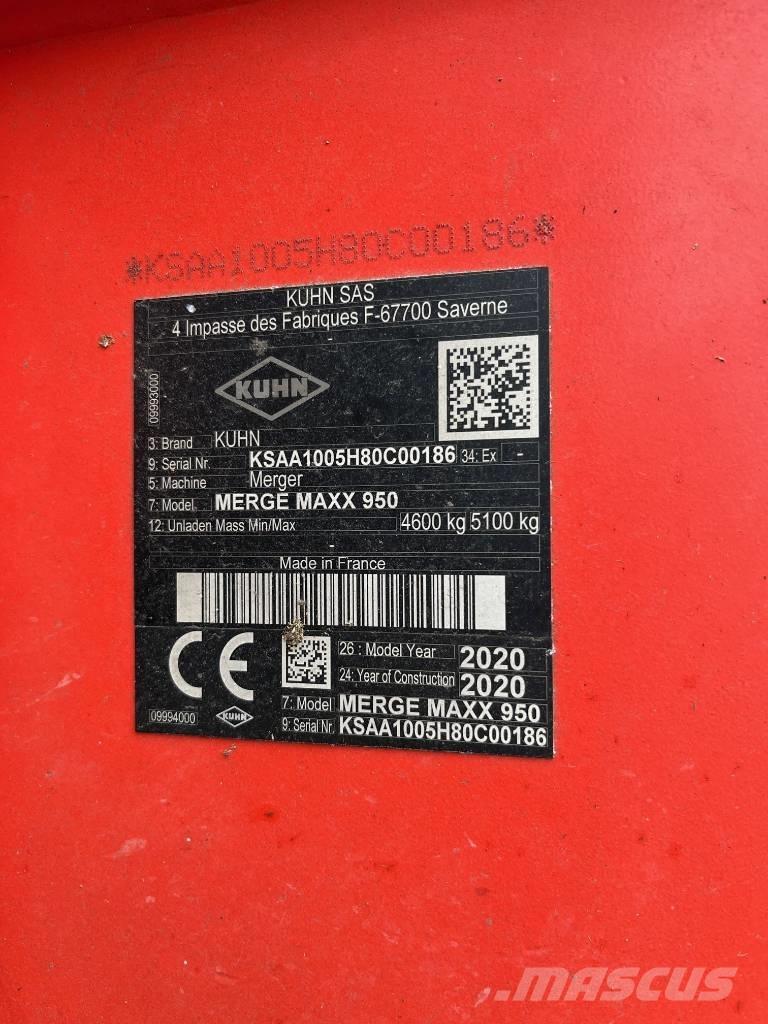 *KSAA1005H80C00186*
KUHN SAS
4 Impasse des Fabriques F-67700 Saverne
09993000
KUHN
3: Brand KUHN
9: Serial Nr. KSAA1005H80C00186 34: Ex -
5: Machine Merger
7: Model MERGE MAXX 950
12: Unladen Mass Min/Max 4600 kg 5100 kg
-
Made in France
CE
26 : Model Year 2020
24: Year of Construction 2020
7: Model MERGE MAXX 950
09994000 KUHN 9: Serial Nr. KSAA1005H80C00186
MASCUS